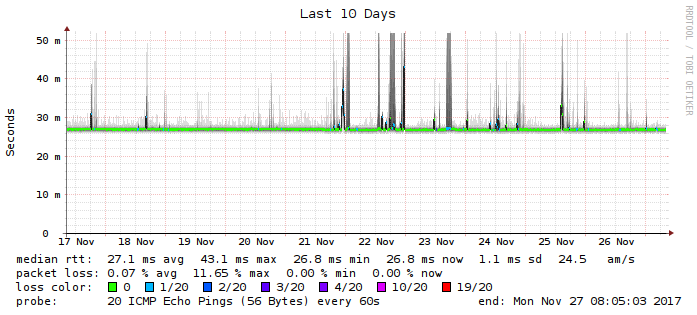 Last 10 Days
RRDTOOL / TOBI OETIKER
Seconds
50 m
40 m
30 m
20 m
10 m
0
17 Nov 18 Nov 19 Nov 20 Nov 21 Nov 22 Nov 23 Nov 24 Nov 25 Nov 26 Nov
median rtt: 27.1 ms avg 43.1 ms max 26.8 ms min 26.8 ms now 1.1 ms sd 24.5 am/s
packet loss: 0.07 % avg 11.65 % max 0.00 % min 0.00 % now
loss color: 0 1/20 2/20 3/20 4/20 10/20 19/20
probe: 20 ICMP Echo Pings (56 Bytes) every 60s end: Mon Nov 27 08:05:03 2017